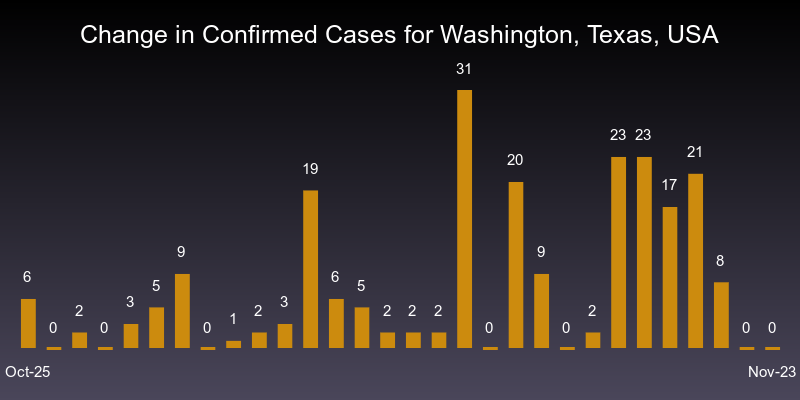 Change in Confirmed Cases for Washington, Texas, USA
6 0 2 0 3 5 9 0 1 2 3 19 6 5 2 2 2 31 0 20 9 0 2 23 23 17 21 8 0 0
Oct-25 Nov-23